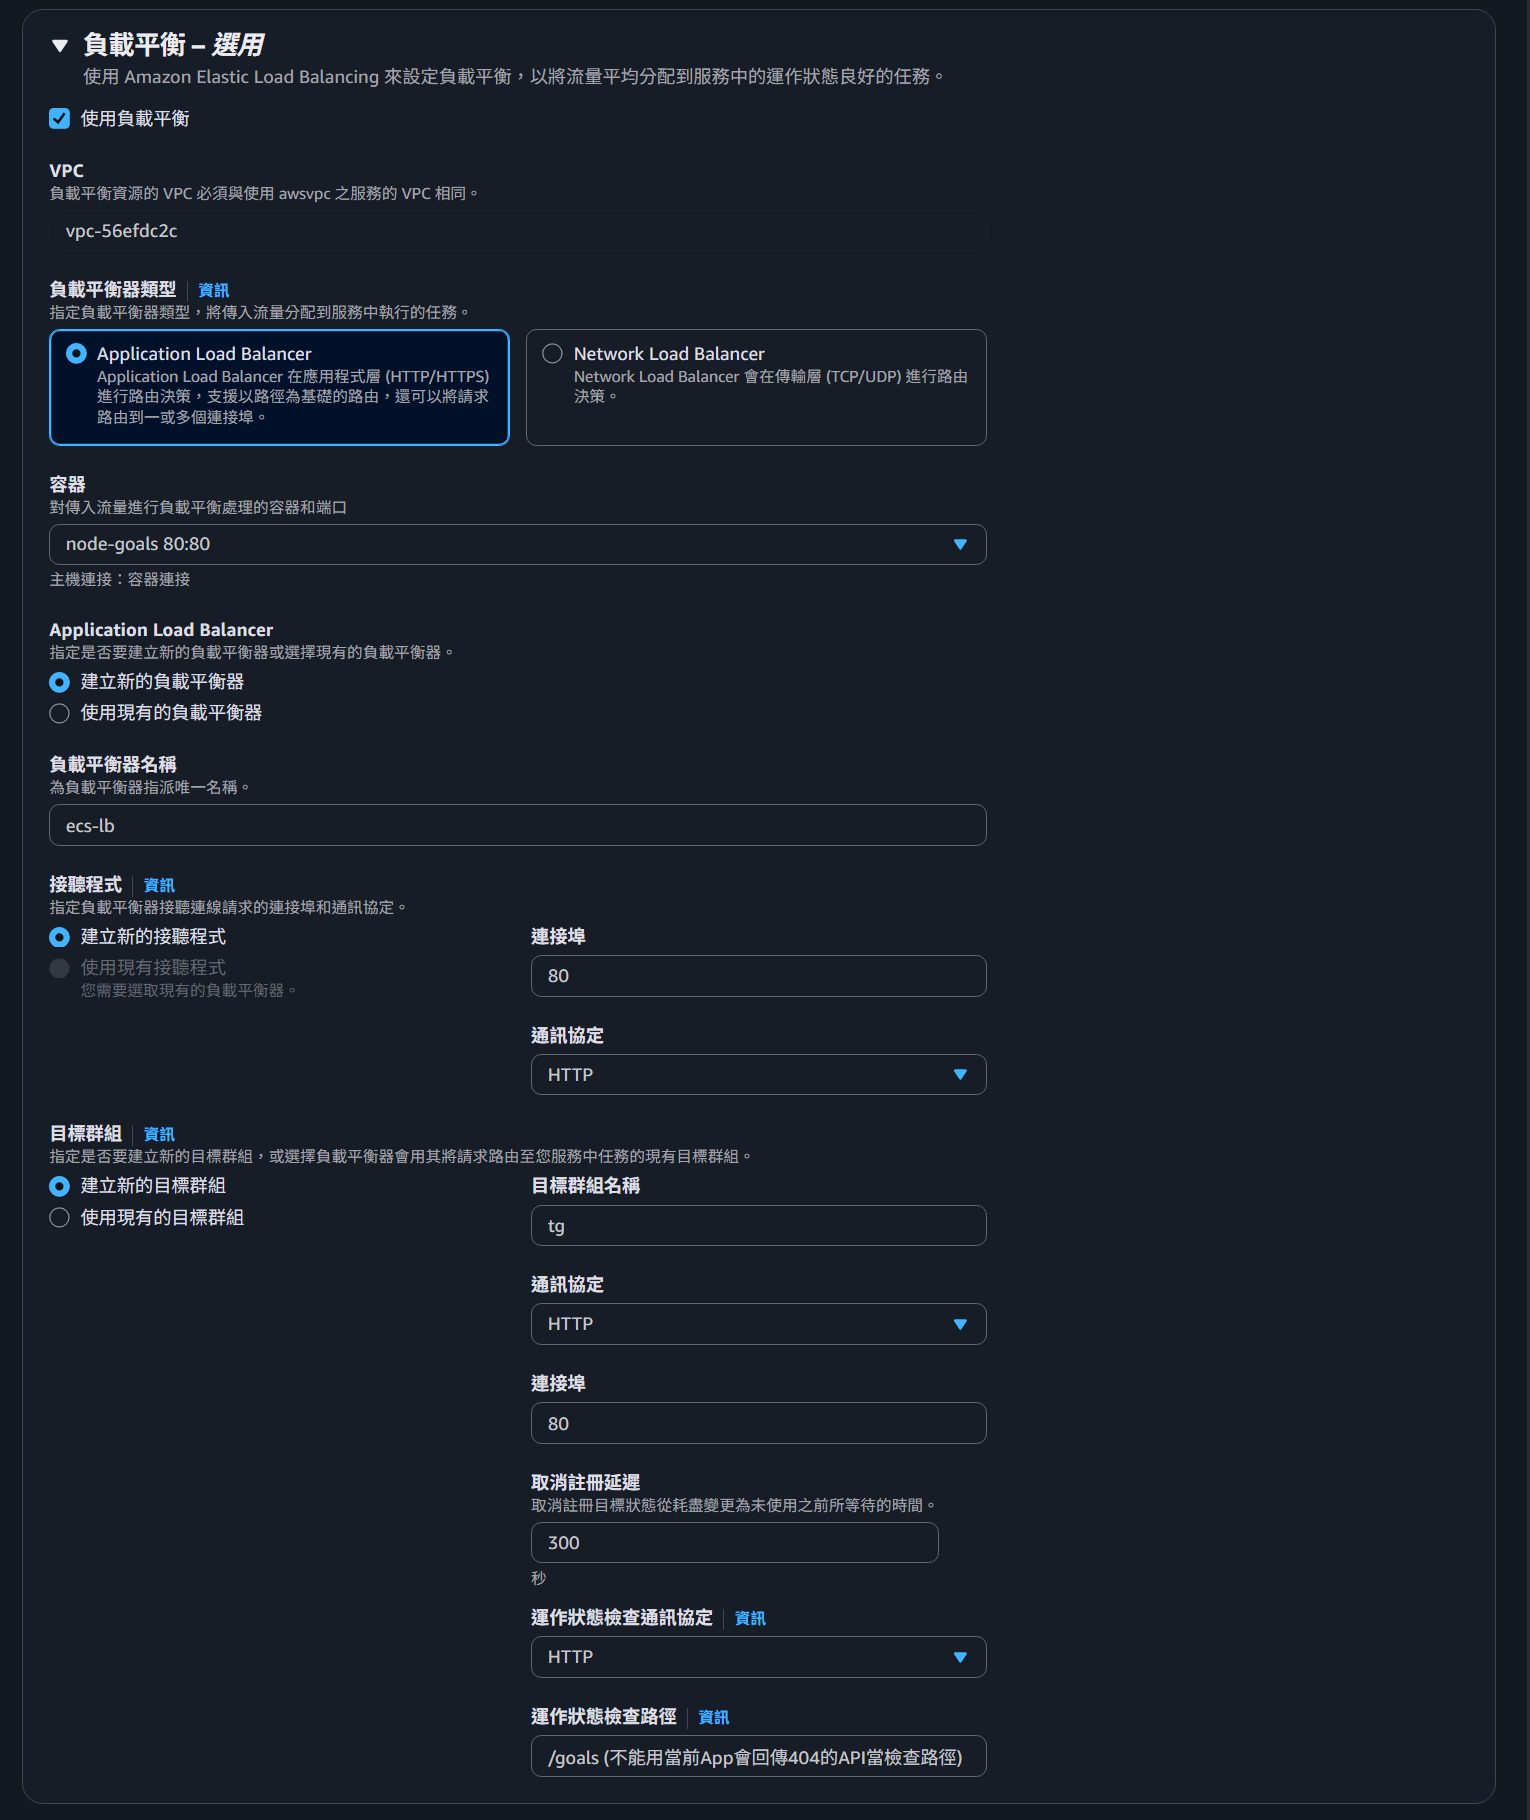 負載平衡 – 選用
使用 Amazon Elastic Load Balancing 來設定負載平衡，以將流量平均分配到服務中的運作狀態良好的任務。
使用負載平衡
VPC
負載平衡資源的 VPC 必須與使用 awsvpc 之服務的 VPC 相同。
vpc-56efdc2c
負載平衡器類型 資訊
指定負載平衡器類型，將傳入流量分配到服務中執行的任務。
Application Load Balancer
Application Load Balancer 在應用程式層 (HTTP/HTTPS)
進行路由決策，支援以路徑為基礎的路由，還可以將請求
路由到一或多個連接埠。
Network Load Balancer
Network Load Balancer 會在傳輸層 (TCP/UDP) 進行路由
決策。
容器
對傳入流量進行負載平衡處理的容器和端口
node-goals 80:80
主機連接：容器連接
Application Load Balancer
指定是否要建立新的負載平衡器或選擇現有的負載平衡器。
建立新的負載平衡器
使用現有的負載平衡器
負載平衡器名稱
為負載平衡器指派唯一名稱。
ecs-lb
接聽程式 資訊
指定負載平衡器接聽連線請求的連接埠和通訊協定。
建立新的接聽程式
使用現有接聽程式
您需要選取現有的負載平衡器。
連接埠
80
通訊協定
HTTP
目標群組 資訊
指定是否要建立新的目標群組，或選擇負載平衡器會用其將請求路由至您服務中任務的現有目標群組。
建立新的目標群組
使用現有的目標群組
目標群組名稱
tg
通訊協定
HTTP
連接埠
80
取消註冊延遲
取消註冊目標狀態從耗盡變更為未使用之前所等待的時間。
300
秒
運作狀態檢查通訊協定 資訊
HTTP
運作狀態檢查路徑 資訊
/goals (不能用當前App會回傳404的API當檢查路徑)